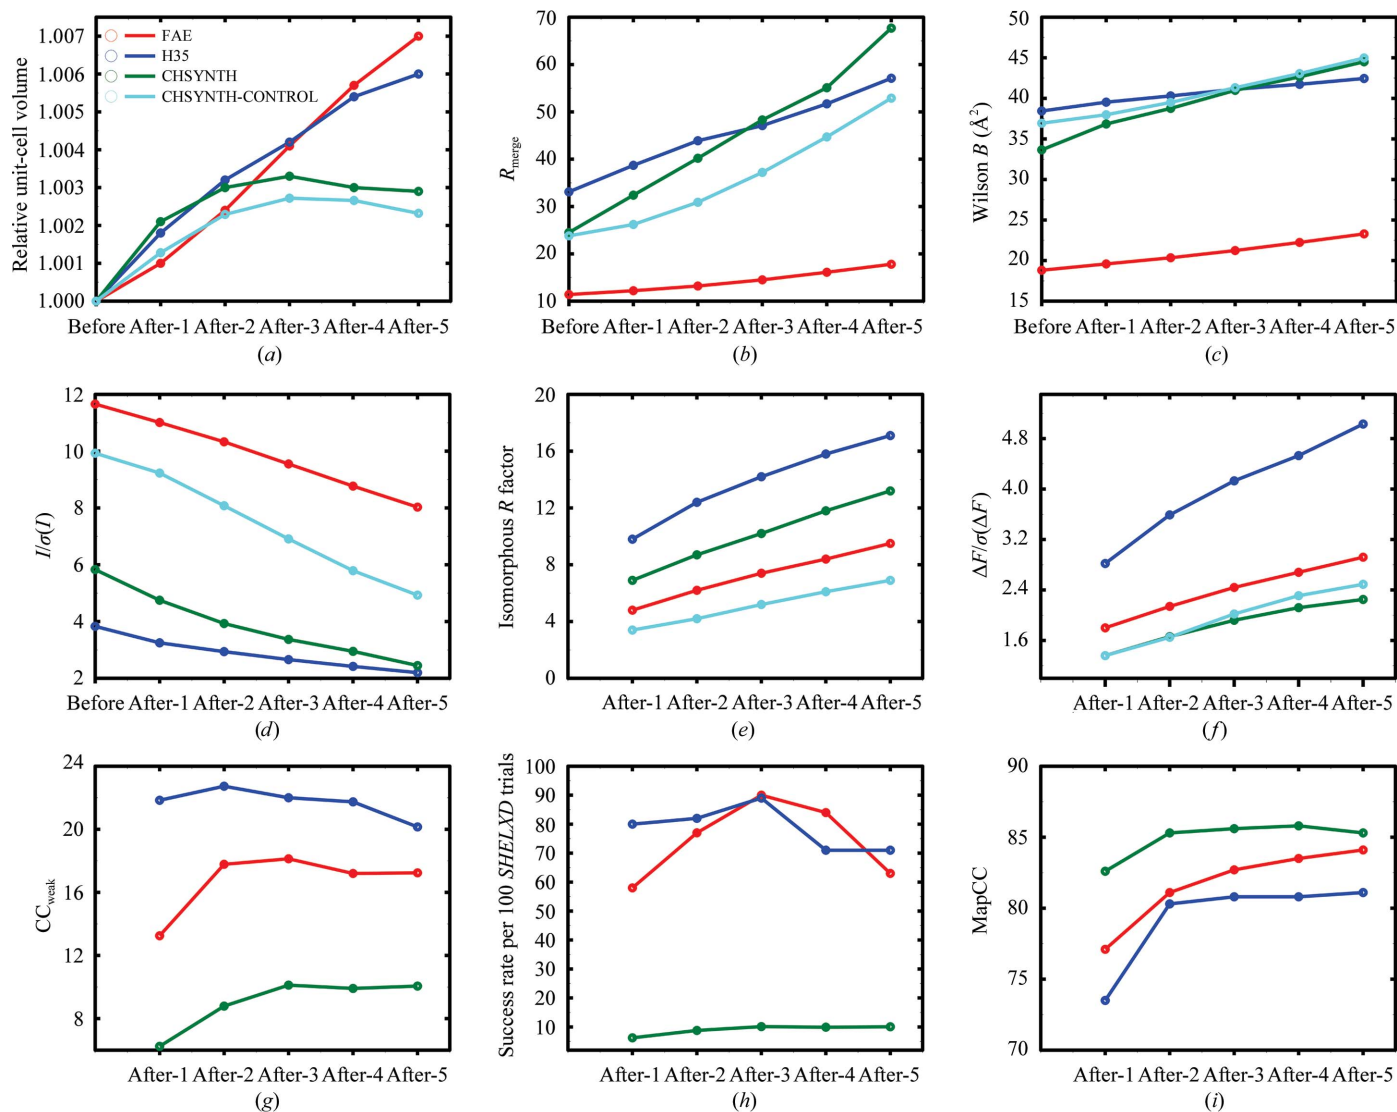 Relative unit-cell volume
1.007
1.006
1.005
1.004
1.003
1.002
1.001
1.000
FAE
H35
CHSYNTH
CHSYNTH-CONTROL
Before After-1 After-2 After-3 After-4 After-5
(a)
Rmerge
70
60
50
40
30
20
10
Before After-1 After-2 After-3 After-4 After-5
(b)
Wilson B (Å²)
50
45
40
35
30
25
20
15
Before After-1 After-2 After-3 After-4 After-5
(c)
I/σ(I)
12
10
8
6
4
2
Before After-1 After-2 After-3 After-4 After-5
(d)
Isomorphous R factor
20
16
12
8
4
0
After-1 After-2 After-3 After-4 After-5
(e)
ΔF/σ(ΔF)
4.8
4.0
3.2
2.4
1.6
After-1 After-2 After-3 After-4 After-5
(f)
CCweak
24
20
16
12
8
After-1 After-2 After-3 After-4 After-5
(g)
Success rate per 100 SHELXD trials
100
90
80
70
60
50
40
30
20
10
After-1 After-2 After-3 After-4 After-5
(h)
MapCC
90
85
80
75
70
After-1 After-2 After-3 After-4 After-5
(i)